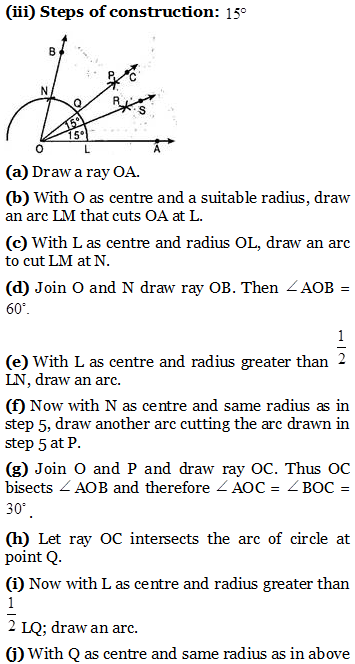 (iii) Steps of construction: 15°
B
N
P C
Q
R
S
15°
15°
O L A
(a) Draw a ray OA.
(b) With O as centre and a suitable radius, draw
an arc LM that cuts OA at L.
(c) With L as centre and radius OL, draw an arc
to cut LM at N.
(d) Join O and N draw ray OB. Then ∠AOB =
60°.
(e) With L as centre and radius greater than 1/2
LN, draw an arc.
(f) Now with N as centre and same radius as in
step 5, draw another arc cutting the arc drawn in
step 5 at P.
(g) Join O and P and draw ray OC. Thus OC
bisects ∠AOB and therefore ∠AOC = ∠BOC =
30°.
(h) Let ray OC intersects the arc of circle at
point Q.
(i) Now with L as centre and radius greater than
1/2 LQ; draw an arc.
(j) With Q as centre and same radius as in above